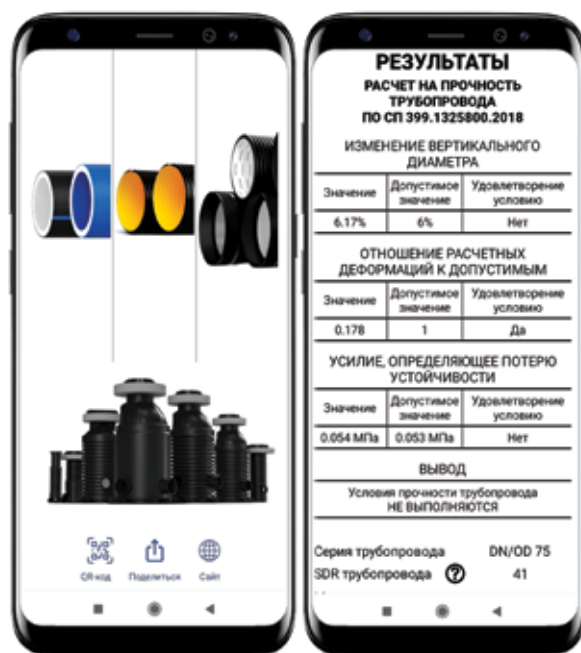 QR-код Поделиться Сайт
РЕЗУЛЬТАТЫ
РАСЧЕТ НА ПРОЧНОСТЬ
ТРУБОПРОВОДА
ПО СП 399.1325800.2018
ИЗМЕНЕНИЕ ВЕРТИКАЛЬНОГО
ДИАМЕТРА
Значение Допустимое значение Удовлетворение условию
6.17% 6% Нет
ОТНОШЕНИЕ РАСЧЕТНЫХ
ДЕФОРМАЦИЙ К ДОПУСТИМЫМ
Значение Допустимое значение Удовлетворение условию
0.178 1 Да
УСИЛИЕ, ОПРЕДЕЛЯЮЩЕЕ ПОТЕРЮ
УСТОЙЧИВОСТИ
Значение Допустимое значение Удовлетворение условию
0.054 МПа 0.053 МПа Нет
ВЫВОД
Условия прочности трубопровода
НЕ ВЫПОЛНЯЮТСЯ
Серия трубопровода DN/OD 75
SDR трубопровода ? 41